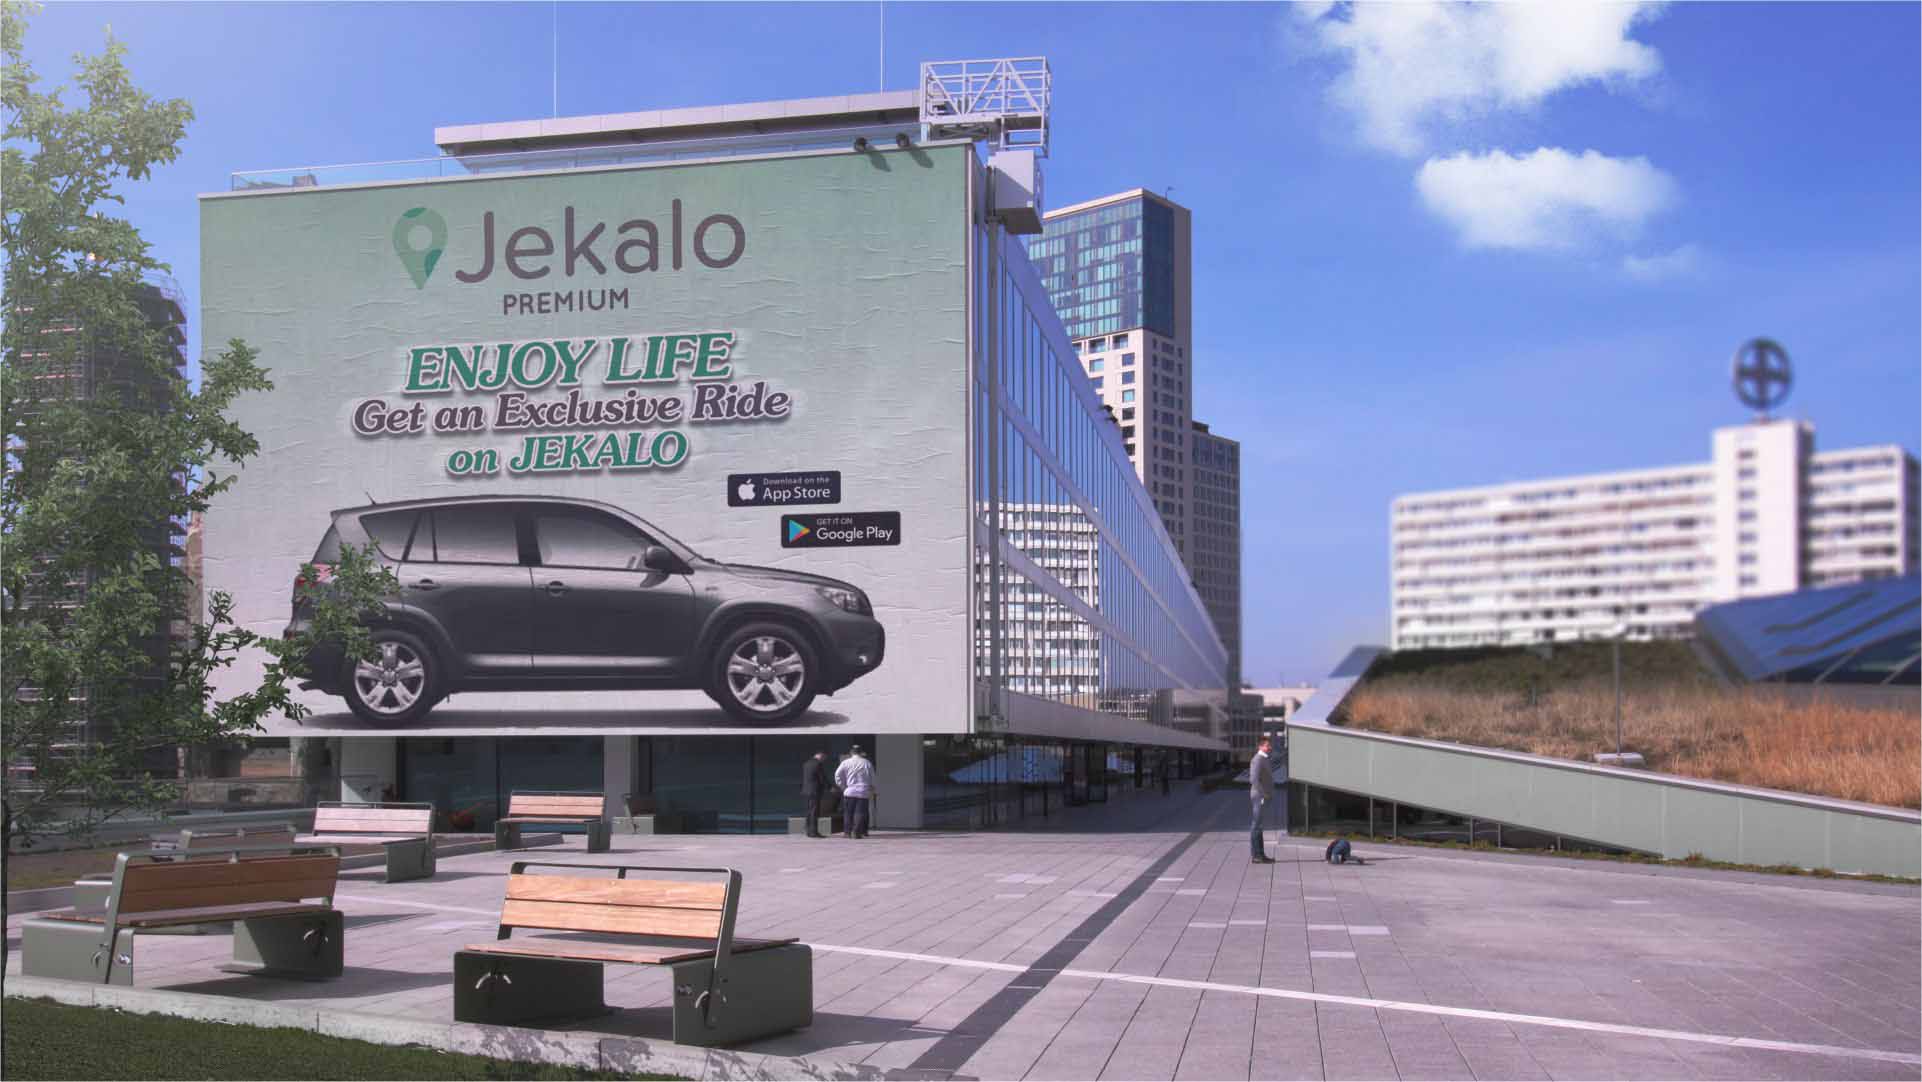 Jekalo
PREMIUM
ENJOY LIFE
Get an Exclusive Ride
on JEKALO
Download on the
App Store
GET IT ON
Google Play